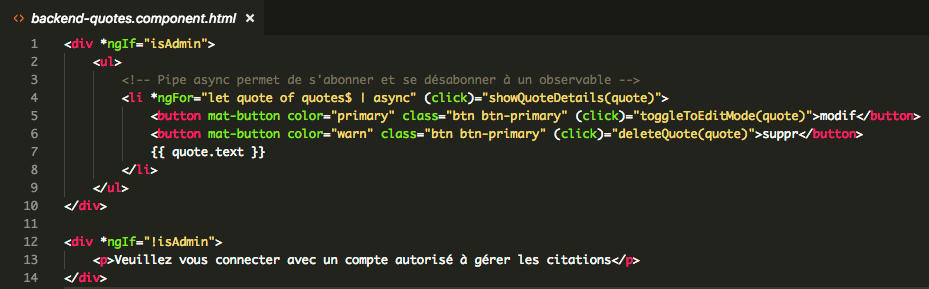 <> backend-quotes.component.html ×
1 <div *ngIf="isAdmin">
2 <ul>
3 <!-- Pipe async permet de s'abonner et se désabonner à un observable -->
4 <li *ngFor="let quote of quotes$ | async" (click)="showQuoteDetails(quote)">
5 <button mat-button color="primary" class="btn btn-primary" (click)="toggleToEditMode(quote)">modif</button>
6 <button mat-button color="warn" class="btn btn-primary" (click)="deleteQuote(quote)">suppr</button>
7 {{ quote.text }}
8 </li>
9 </ul>
10 </div>
11
12 <div *ngIf="!isAdmin">
13 <p>Veuillez vous connecter avec un compte autorisé à gérer les citations</p>
14 </div>